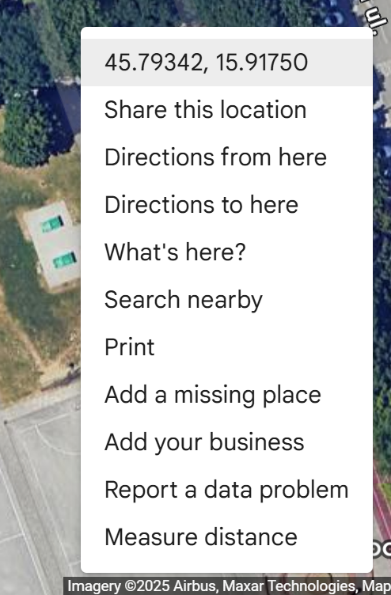 ul.
45.79342, 15.91750
Share this location
Directions from here
Directions to here
What's here?
Search nearby
Print
Add a missing place
Add your business
Report a data problem
Measure distance
Imagery ©2025 Airbus, Maxar Technologies, Map